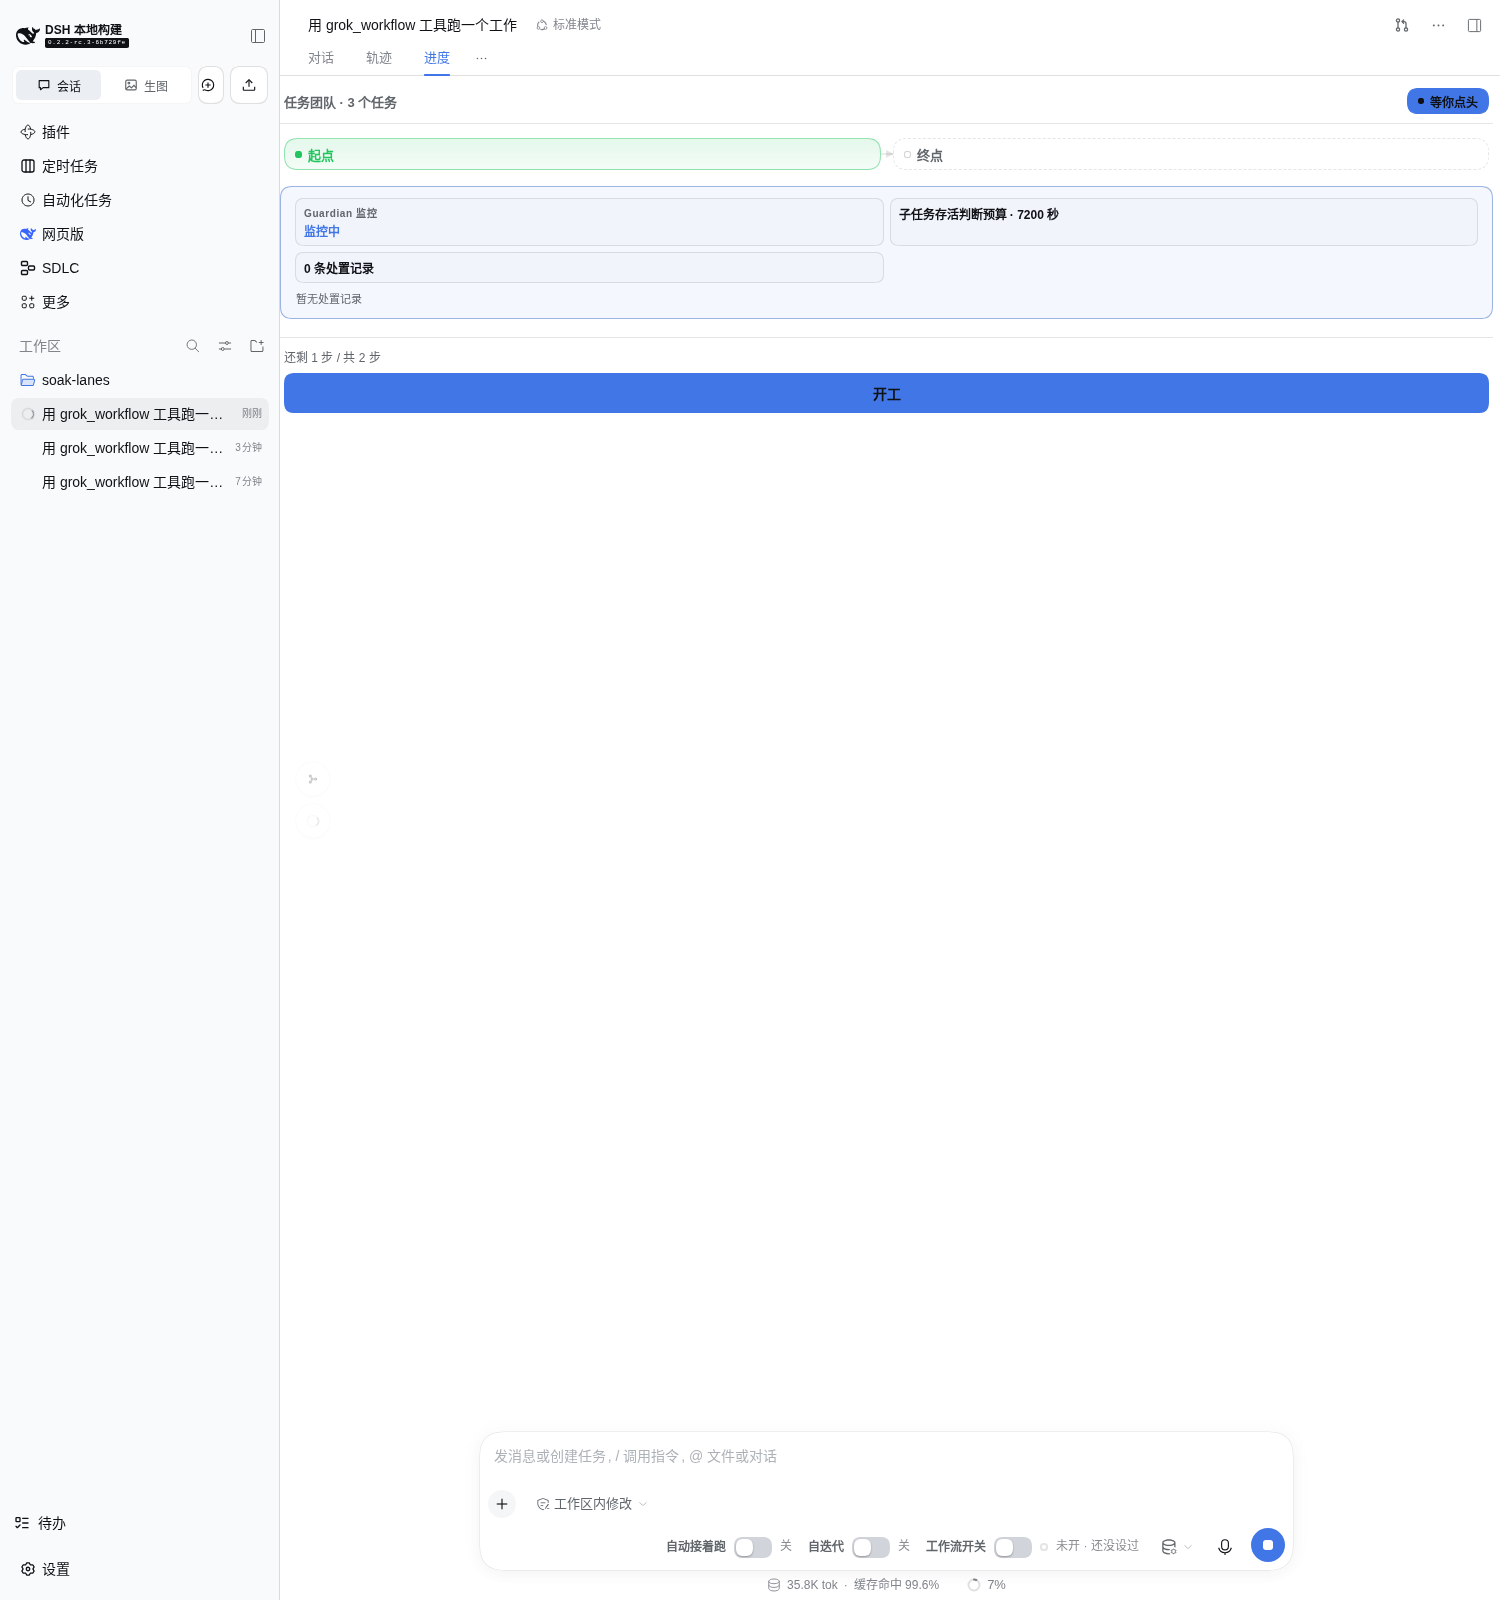 DSH 本地构建
0.2.2-rc.3-6b729fe
会话
生图
插件
定时任务
自动化任务
网页版
SDLC
更多
工作区
soak-lanes
用 grok_workflow 工具跑一… 刚刚
用 grok_workflow 工具跑一… 3 分钟
用 grok_workflow 工具跑一… 7 分钟
待办
设置
用 grok_workflow 工具跑一个工作 标准模式
对话 轨迹 进度 ···
任务团队 · 3 个任务 等你点头
起点 终点
Guardian 监控
监控中
子任务存活判断预算 · 7200 秒
0 条处置记录
暂无处置记录
还剩 1 步 / 共 2 步
开工
发消息或创建任务, / 调用指令, @ 文件或对话
工作区内修改
自动接着跑 关 自迭代 关 工作流开关 未开 · 还没设过
35.8K tok · 缓存命中 99.6% 7%